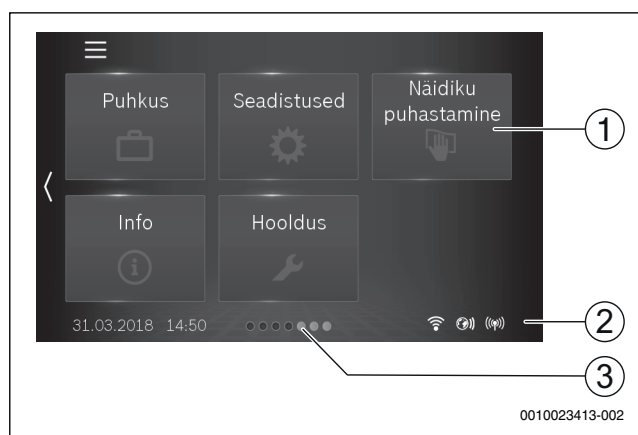 Puhkus
Seadistused
Näidiku
puhastamine
1
Info
Hooldus
31.03.2018 14:50
2
3
0010023413-002